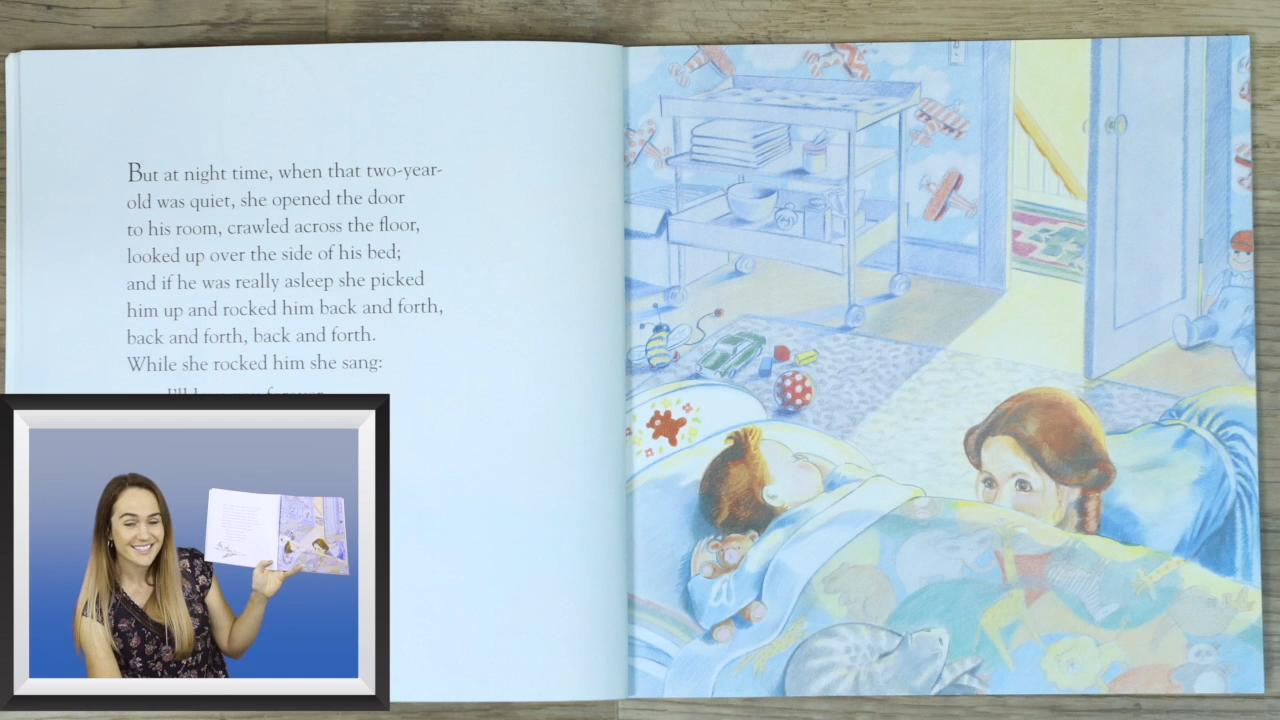 But at night time, when that two-year-
old was quiet, she opened the door
to his room, crawled across the floor,
looked up over the side of his bed;
and if he was really asleep she picked
him up and rocked him back and forth,
back and forth, back and forth.
While she rocked him she sang: